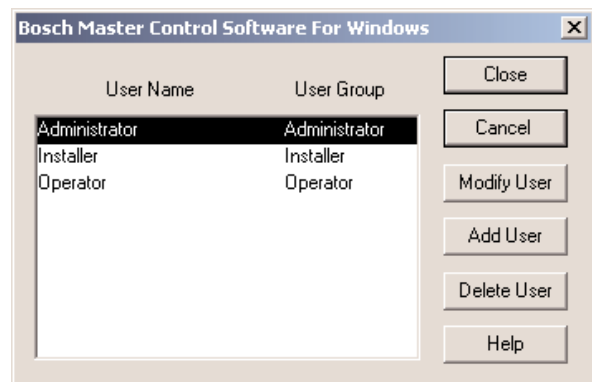 Bosch Master Control Software For Windows
User Name User Group
Administrator Administrator
Installer Installer
Operator Operator
Close
Cancel
Modify User
Add User
Delete User
Help